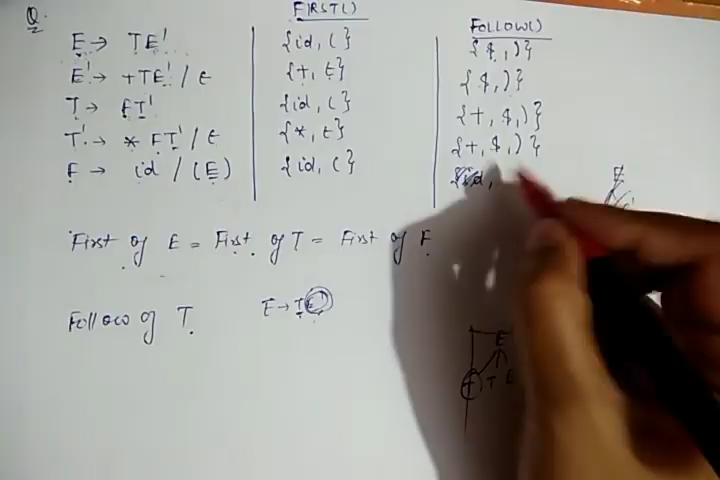 Q.
FIRST() FOLLOW()
E → TE' {id, (} {$, )}
E' → +TE' / ε {+, ε} {$, )}
T → FT' {id, (} {+, $, )}
T' → * FT' / ε {*, ε} {+, $, )}
F → id / (E) {id, (} {
First of E = First of T = First of F
Follow of T. E → TE'
E
T E